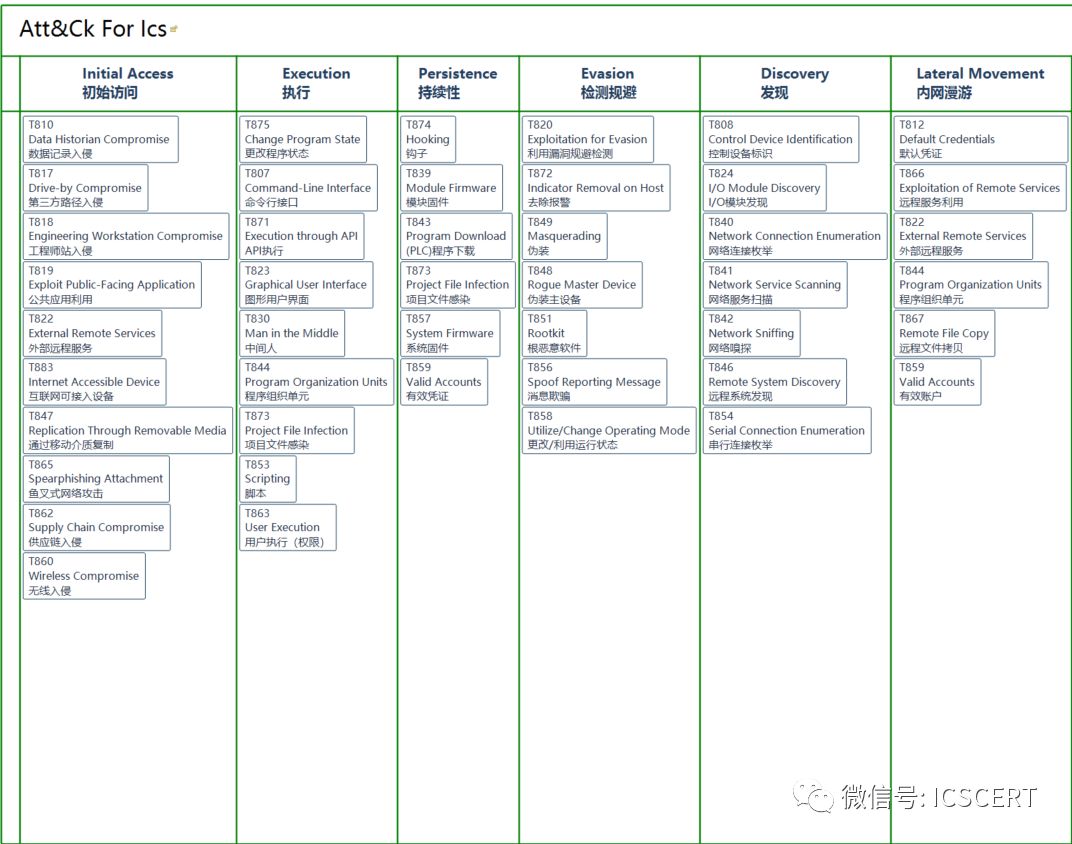 Att&Ck For Ics
Initial Access
初始访问
T810
Data Historian Compromise
数据记录入侵
T817
Drive-by Compromise
第三方路径入侵
T818
Engineering Workstation Compromise
工程师站入侵
T819
Exploit Public-Facing Application
公共应用利用
T822
External Remote Services
外部远程服务
T883
Internet Accessible Device
互联网可接入设备
T847
Replication Through Removable Media
通过移动介质复制
T865
Spearphishing Attachment
鱼叉式网络攻击
T862
Supply Chain Compromise
供应链入侵
T860
Wireless Compromise
无线入侵
Execution
执行
T875
Change Program State
更改程序状态
T807
Command-Line Interface
命令行接口
T871
Execution through API
API执行
T823
Graphical User Interface
图形用户界面
T830
Man in the Middle
中间人
T844
Program Organization Units
程序组织单元
T873
Project File Infection
项目文件感染
T853
Scripting
脚本
T863
User Execution
用户执行（权限）
Persistence
持续性
T874
Hooking
钩子
T839
Module Firmware
模块固件
T843
Program Download
(PLC)程序下载
T873
Project File Infection
项目文件感染
T857
System Firmware
系统固件
T859
Valid Accounts
有效凭证
Evasion
检测规避
T820
Exploitation for Evasion
利用漏洞规避检测
T872
Indicator Removal on Host
去除报警
T849
Masquerading
伪装
T848
Rogue Master Device
伪装主设备
T851
Rootkit
根恶意软件
T856
Spoof Reporting Message
消息欺骗
T858
Utilize/Change Operating Mode
更改/利用运行状态
Discovery
发现
T808
Control Device Identification
控制设备标识
T824
I/O Module Discovery
I/O模块发现
T840
Network Connection Enumeration
网络连接枚举
T841
Network Service Scanning
网络服务扫描
T842
Network Sniffing
网络嗅探
T846
Remote System Discovery
远程系统发现
T854
Serial Connection Enumeration
串行连接枚举
Lateral Movement
内网漫游
T812
Default Credentials
默认凭证
T866
Exploitation of Remote Services
远程服务利用
T822
External Remote Services
外部远程服务
T844
Program Organization Units
程序组织单元
T867
Remote File Copy
远程文件拷贝
T859
Valid Accounts
有效账户
微信号: ICSCERT